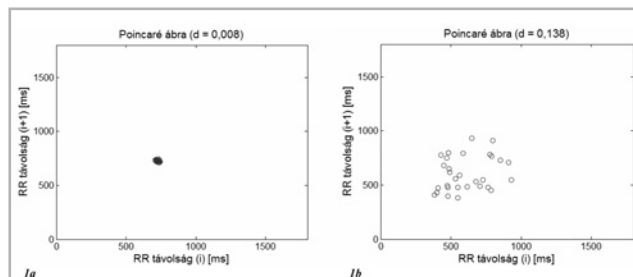 Poincaré ábra (d = 0,008)
1500
1000
500
0
0 500 1000 1500
RR távolság (i+1) [ms]
RR távolság (i) [ms]
1a
Poincaré ábra (d = 0,138)
1500
1000
500
0
0 500 1000 1500
RR távolság (i+1) [ms]
RR távolság (i) [ms]
1b